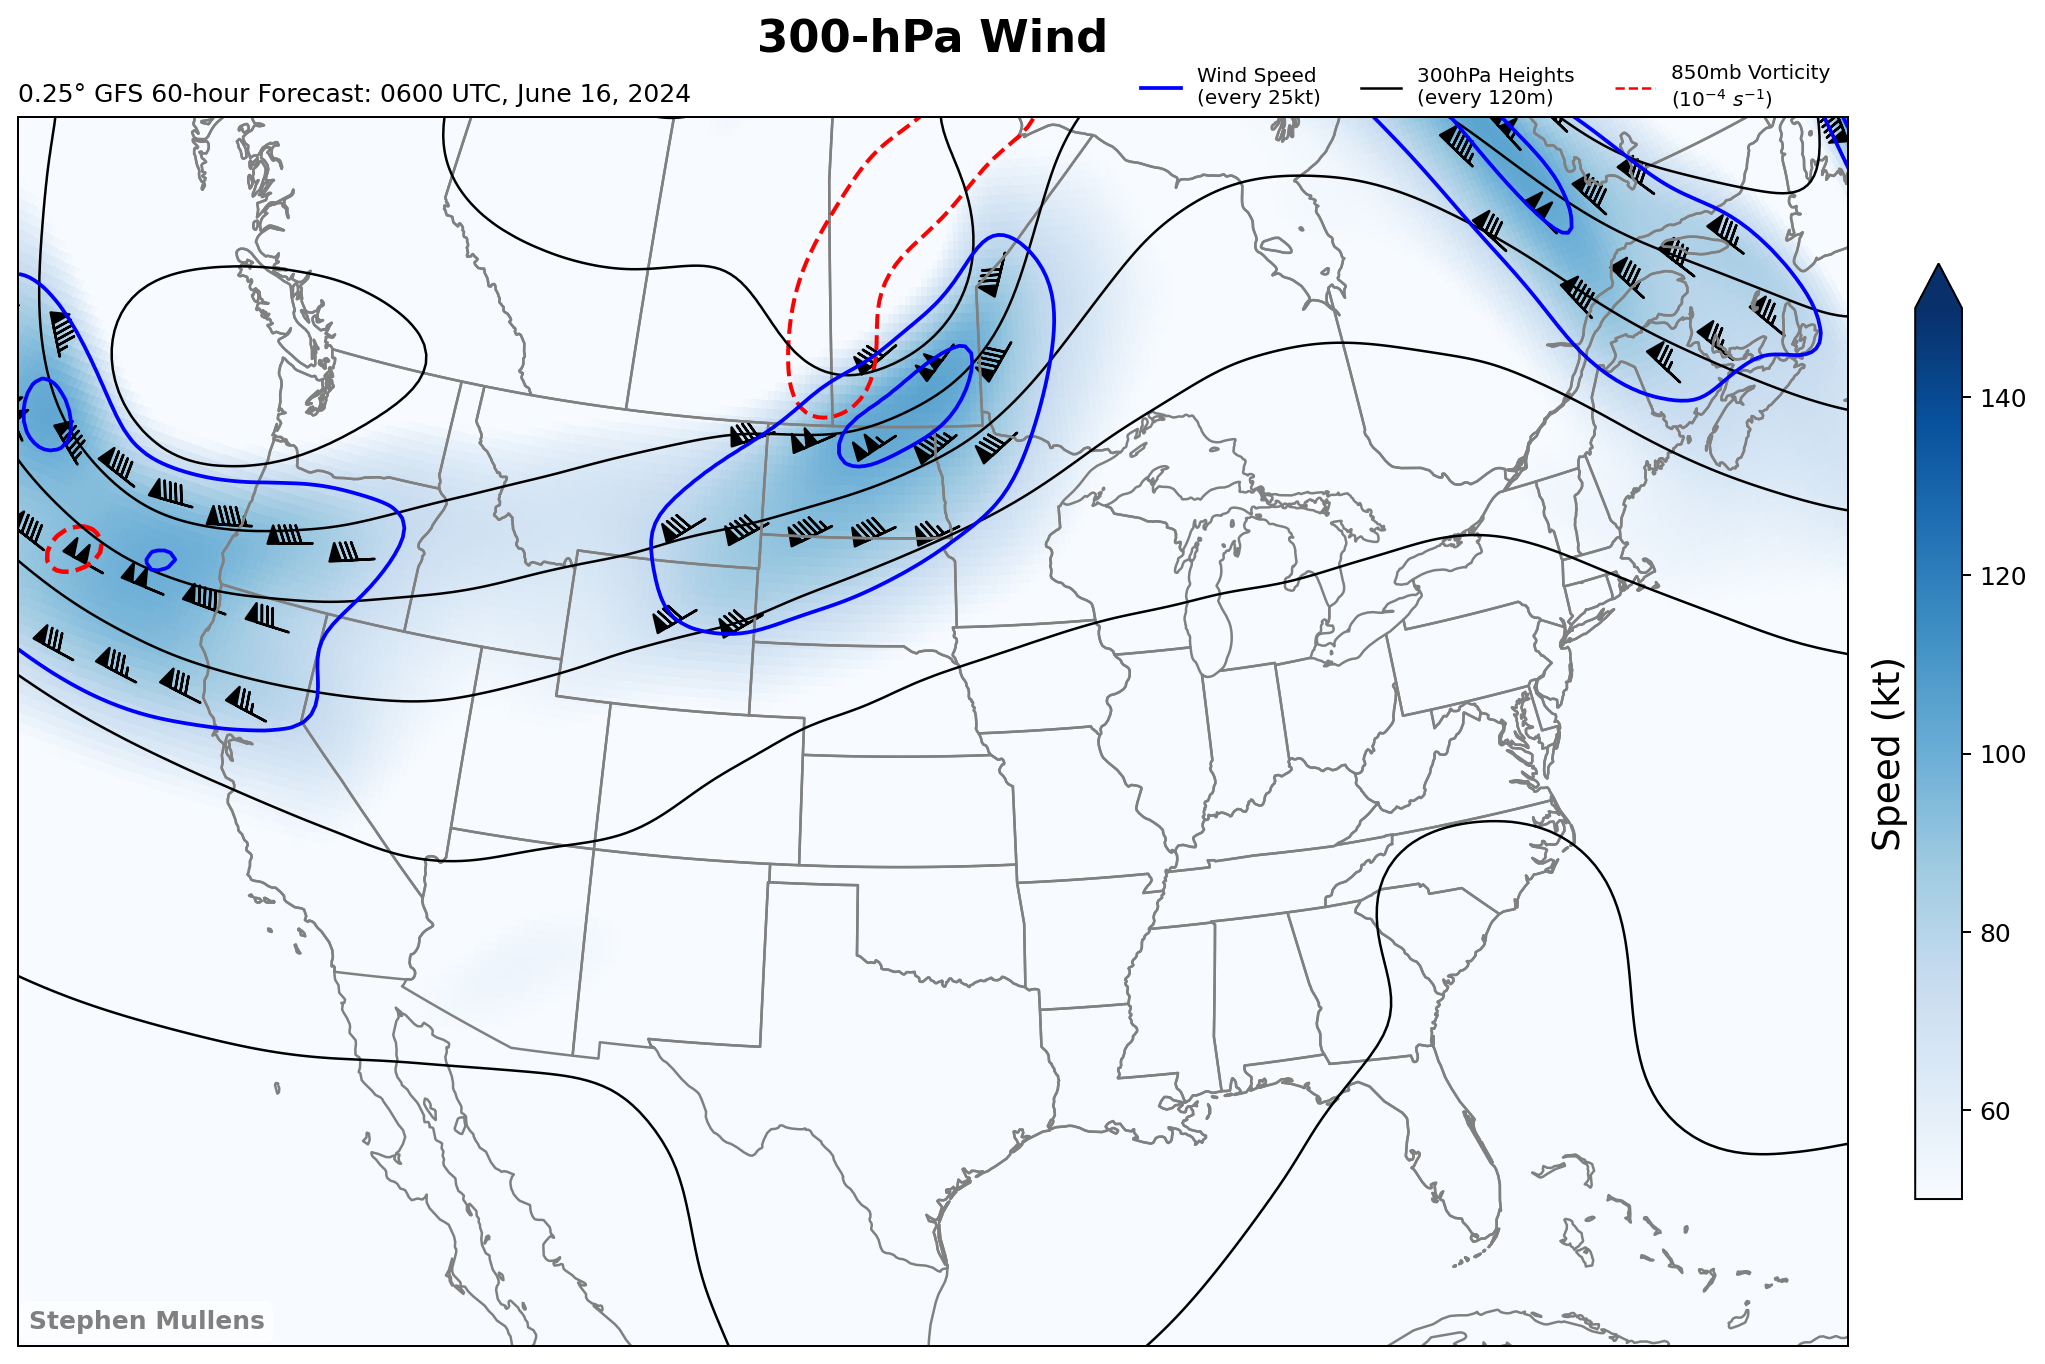 300-hPa Wind
0.25° GFS 60-hour Forecast: 0600 UTC, June 16, 2024
Wind Speed
(every 25kt)
300hPa Heights
(every 120m)
850mb Vorticity
(10⁻⁴ s⁻¹)
140
120
100
80
60
Speed (kt)
Stephen Mullens